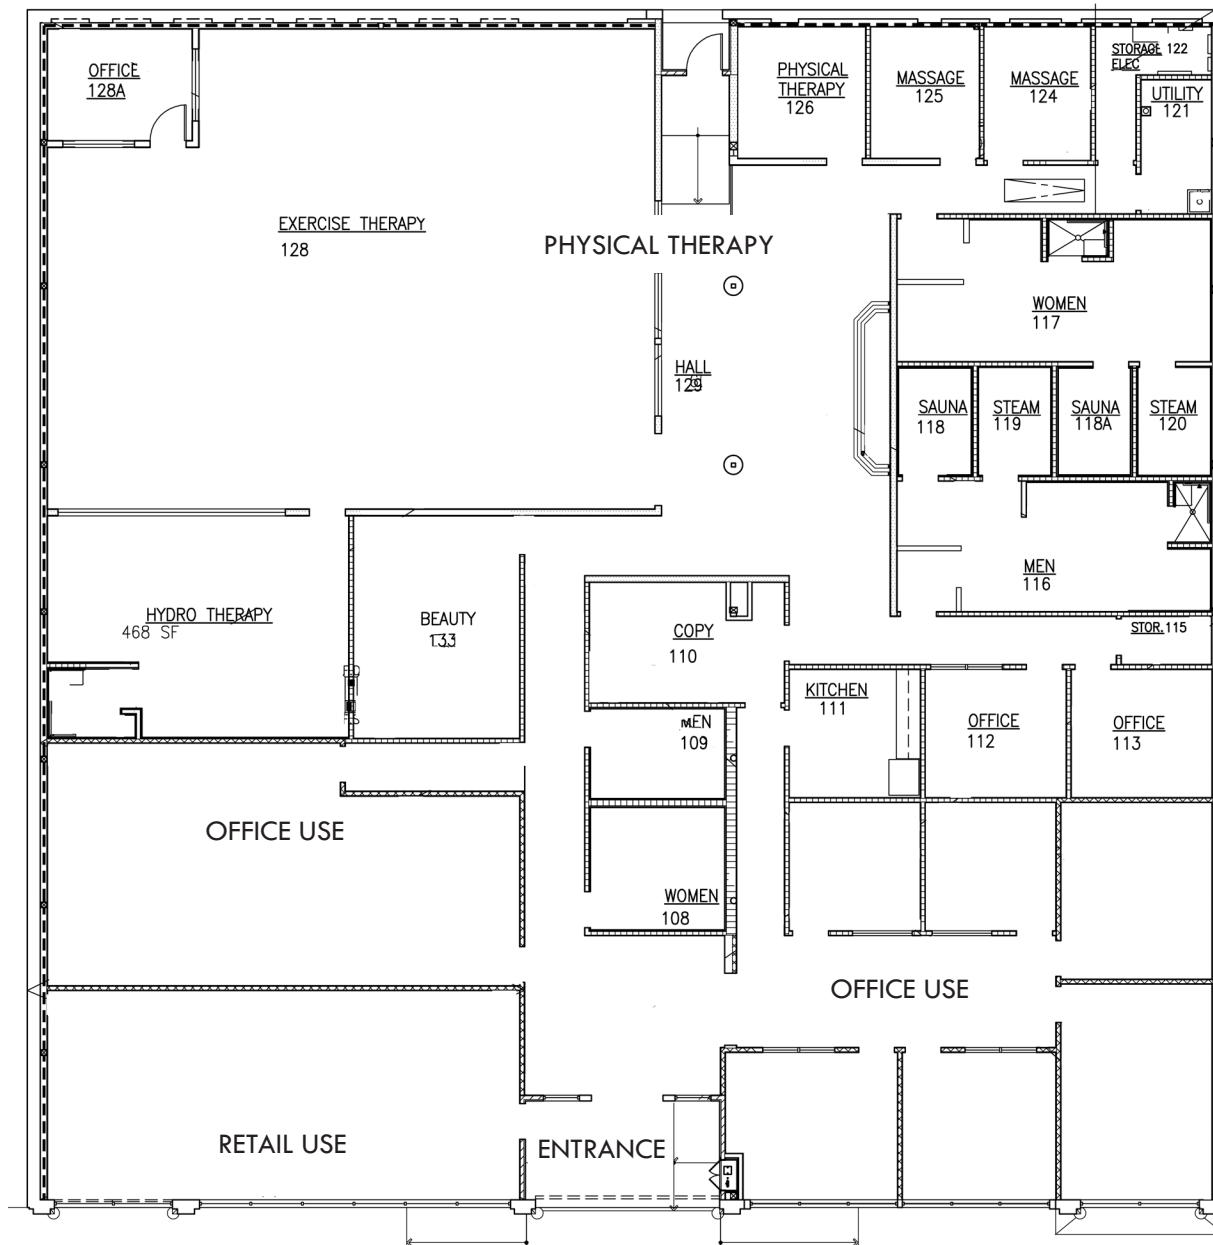 OFFICE
128A
PHYSICAL
THERAPY
126
MASSAGE
125
MASSAGE
124
STORAGE 122
ELEC
UTILITY
121
EXERCISE THERAPY
128
PHYSICAL THERAPY
WOMEN
117
HALL
129
SAUNA
118
STEAM
119
SAUNA
118A
STEAM
120
MEN
116
HYDRO THERAPY
468 SF
BEAUTY
133
COPY
110
STOR. 115
KITCHEN
111
MEN
109
OFFICE
112
OFFICE
113
OFFICE USE
WOMEN
108
OFFICE USE
RETAIL USE
ENTRANCE